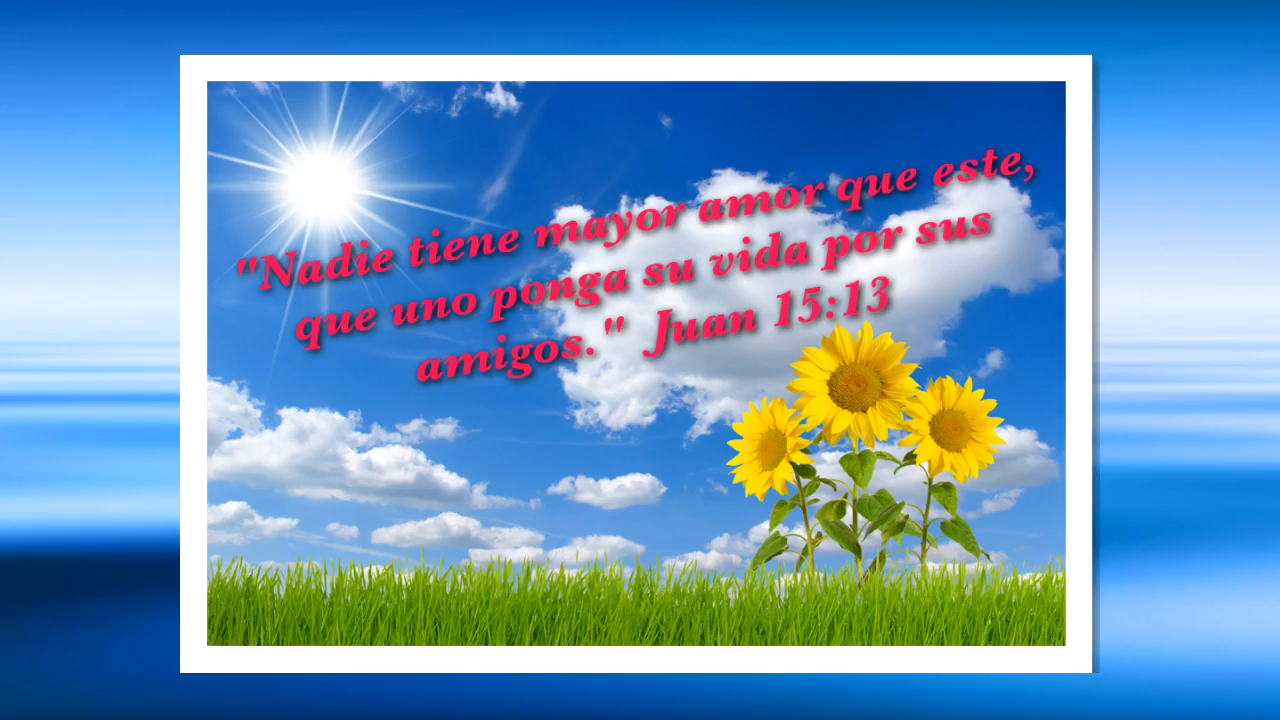 "Nadie tiene mayor amor que este,
que uno ponga su vida por sus
amigos."  Juan 15:13